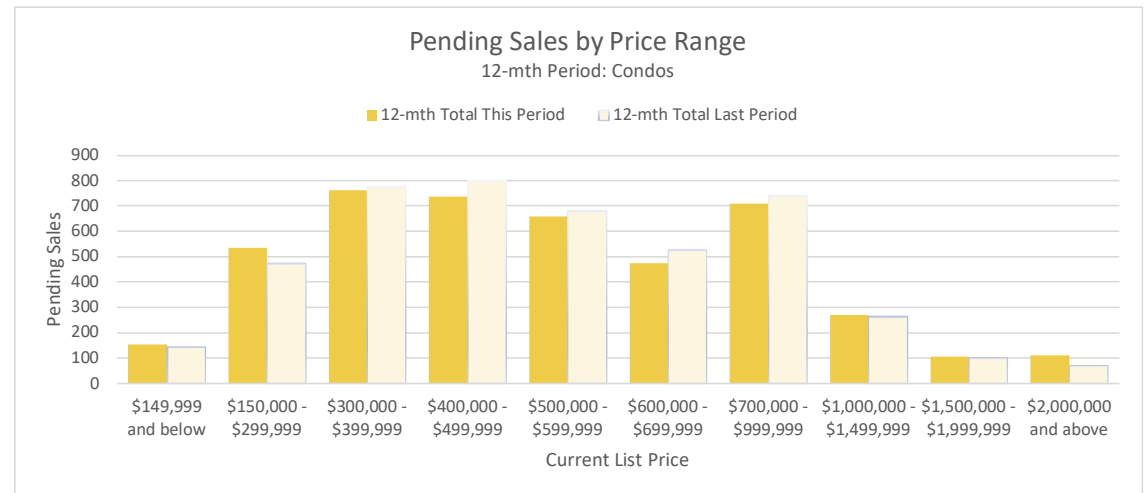 Pending Sales by Price Range
12-mth Period: Condos
12-mth Total This Period 12-mth Total Last Period
900
800
700
600
500
400
300
200
100
0
Pending Sales
$149,999 and below
$150,000 - $299,999
$300,000 - $399,999
$400,000 - $499,999
$500,000 - $599,999
$600,000 - $699,999
$700,000 - $999,999
$1,000,000 - $1,499,999
$1,500,000 - $1,999,999
$2,000,000 and above
Current List Price